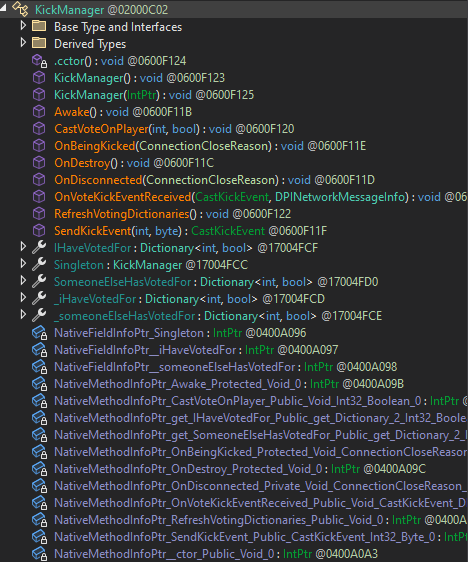 KickManager @02000C02
Base Type and Interfaces
Derived Types
.cctor() : void @0600F124
KickManager() : void @0600F123
KickManager(IntPtr) : void @0600F125
Awake() : void @0600F11B
CastVoteOnPlayer(int, bool) : void @0600F120
OnBeingKicked(ConnectionCloseReason) : void @0600F11E
OnDestroy() : void @0600F11C
OnDisconnected(ConnectionCloseReason) : void @0600F11D
OnVoteKickEventReceived(CastKickEvent, DPINetworkMessageInfo) : void @06
RefreshVotingDictionaries() : void @0600F122
SendKickEvent(int, byte) : CastKickEvent @0600F11F
IHaveVotedFor : Dictionary<int, bool> @17004FCF
Singleton : KickManager @17004FCC
SomeoneElseHasVotedFor : Dictionary<int, bool> @17004FD0
_iHaveVotedFor : Dictionary<int, bool> @17004FCD
_someoneElseHasVotedFor : Dictionary<int, bool> @17004FCE
NativeFieldInfoPtr_Singleton : IntPtr @0400A096
NativeFieldInfoPtr__iHaveVotedFor : IntPtr @0400A097
NativeFieldInfoPtr__someoneElseHasVotedFor : IntPtr @0400A098
NativeMethodInfoPtr_Awake_Protected_Void_0 : IntPtr @0400A09B
NativeMethodInfoPtr_CastVoteOnPlayer_Public_Void_Int32_Boolean_0 : IntPtr @
NativeMethodInfoPtr_get_IHaveVotedFor_Public_get_Dictionary_2_Int32_Boole
NativeMethodInfoPtr_get_SomeoneElseHasVotedFor_Public_get_Dictionary_2_I
NativeMethodInfoPtr_OnBeingKicked_Protected_Void_ConnectionCloseReason
NativeMethodInfoPtr_OnDestroy_Protected_Void_0 : IntPtr @0400A09C
NativeMethodInfoPtr_OnDisconnected_Private_Void_ConnectionCloseReason_
NativeMethodInfoPtr_OnVoteKickEventReceived_Public_Void_CastKickEvent_D
NativeMethodInfoPtr_RefreshVotingDictionaries_Public_Void_0 : IntPtr @0400A
NativeMethodInfoPtr_SendKickEvent_Public_CastKickEvent_Int32_Byte_0 : IntPt
NativeMethodInfoPtr__ctor_Public_Void_0 : IntPtr @0400A0A3